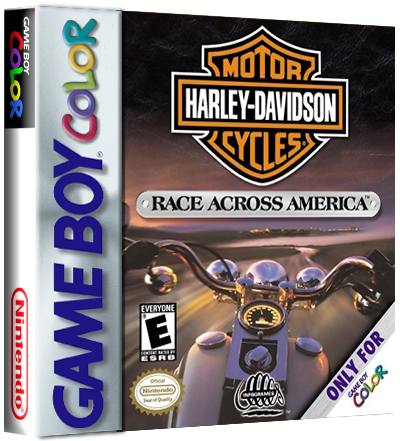 GAME BOY
COLOR
Nintendo
GAME BOY COLOR
MOTOR
HARLEY-DAVIDSON
CYCLES
RACE ACROSS AMERICA™
EVERYONE
E
CONTENT RATED BY
ESRB
Official
Nintendo
Seal of Quality
INFOGRAMES
ONLY FOR
GAME BOY
COLOR